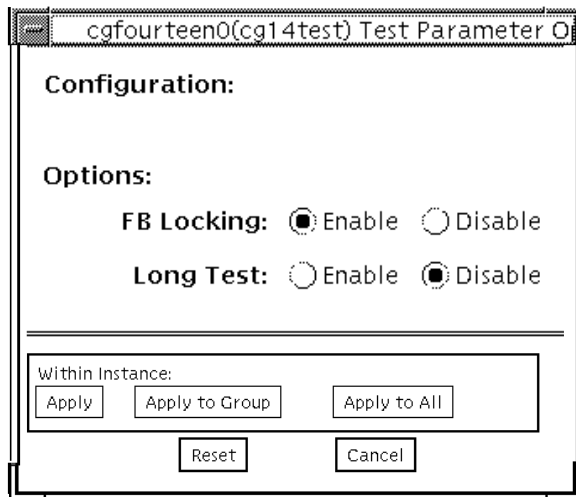 cgfourteen0(cg14test) Test Parameter O
Configuration:
Options:
FB Locking: Enable Disable
Long Test: Enable Disable
Within Instance:
Apply Apply to Group Apply to All
Reset Cancel